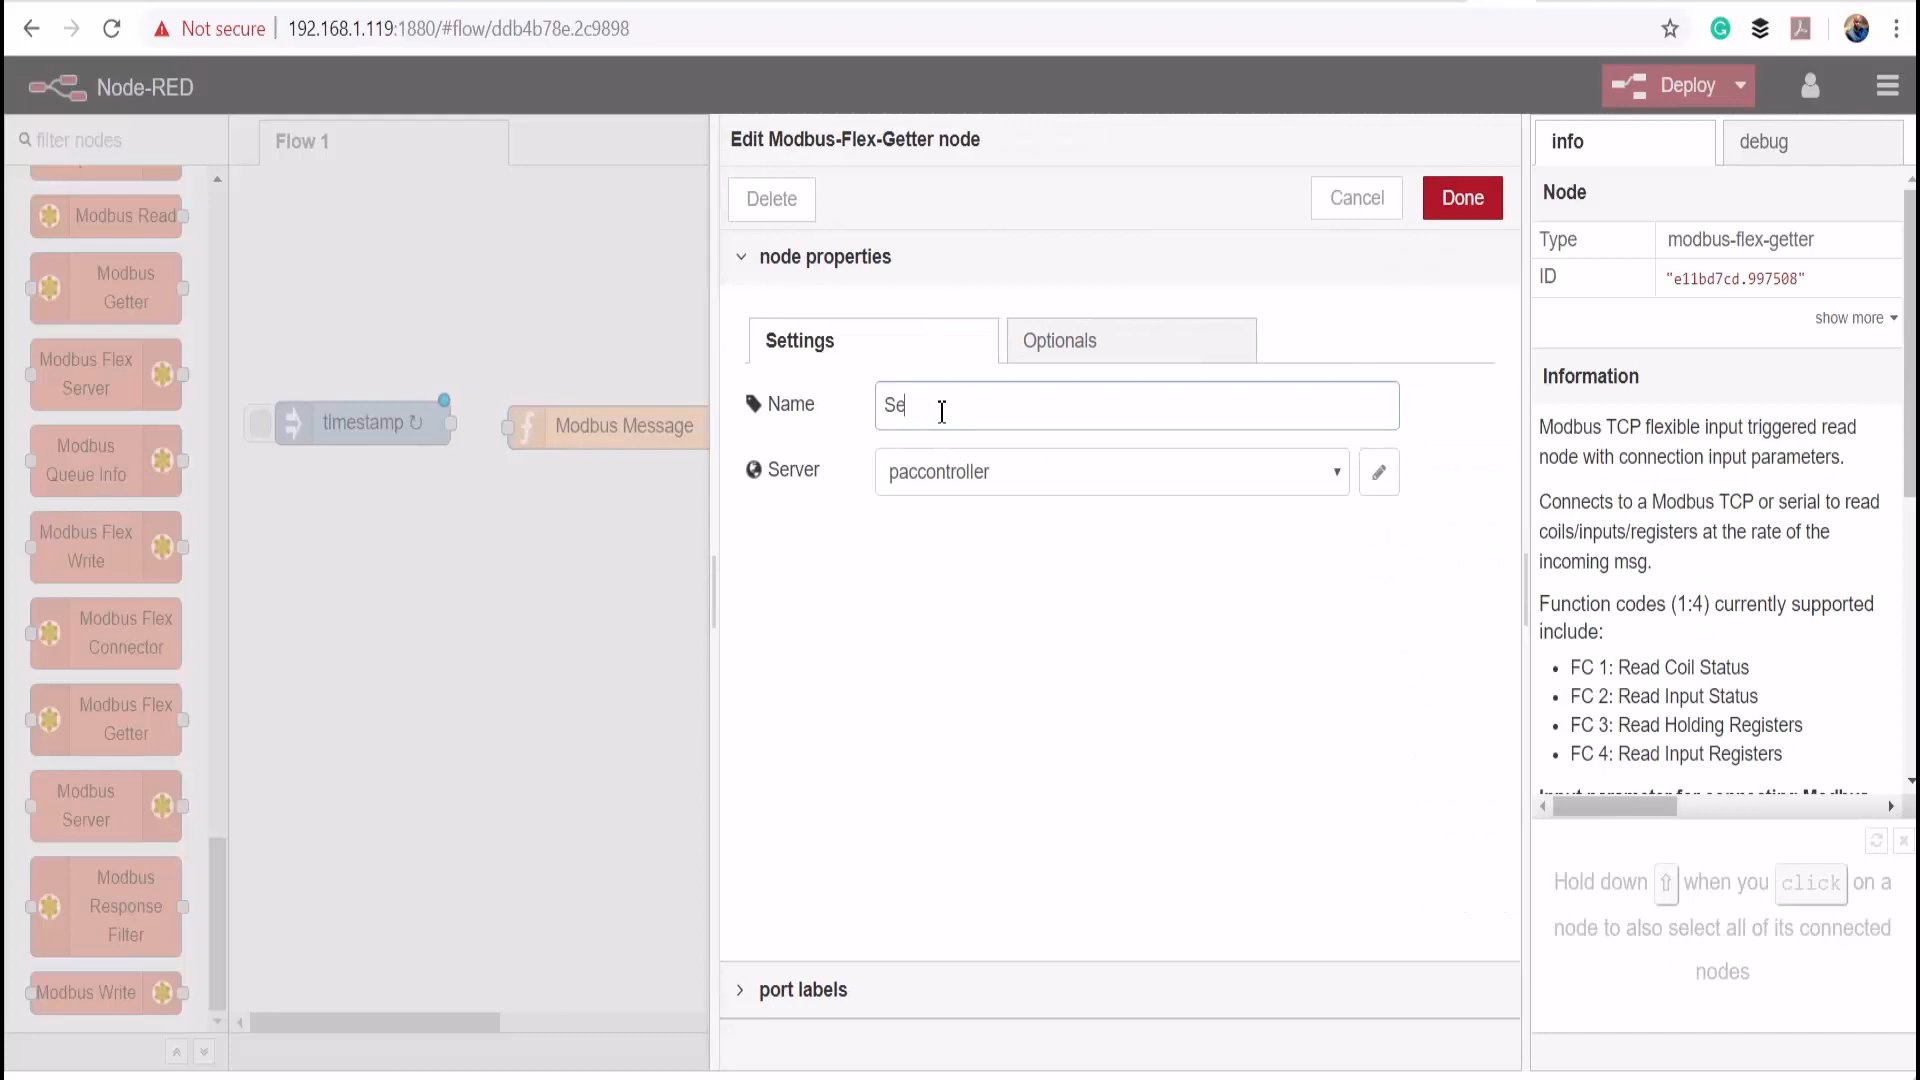 Not secure
192.168.1.119:1880/#flow/ddb4b78e.2c9898
Node-RED
Deploy
filter nodes
Modbus Read
Modbus
Getter
Modbus Flex
Server
Modbus
Queue Info
Modbus Flex
Write
Modbus Flex
Connector
Modbus Flex
Getter
Modbus
Server
Modbus
Response
Filter
Modbus Write
Flow 1
timestamp ↻
Modbus Message
Edit Modbus-Flex-Getter node
Delete
Cancel
Done
node properties
Settings
Optionals
Name
Se
Server
paccontroller
port labels
info
debug
Node
Type
modbus-flex-getter
ID
"e11bd7cd.997508"
show more
Information
Modbus TCP flexible input triggered read
node with connection input parameters.
Connects to a Modbus TCP or serial to read
coils/inputs/registers at the rate of the
incoming msg.
Function codes (1:4) currently supported
include:
• FC 1: Read Coil Status
• FC 2: Read Input Status
• FC 3: Read Holding Registers
• FC 4: Read Input Registers
Hold down ⇧ when you click on a
node to also select all of its connected
nodes